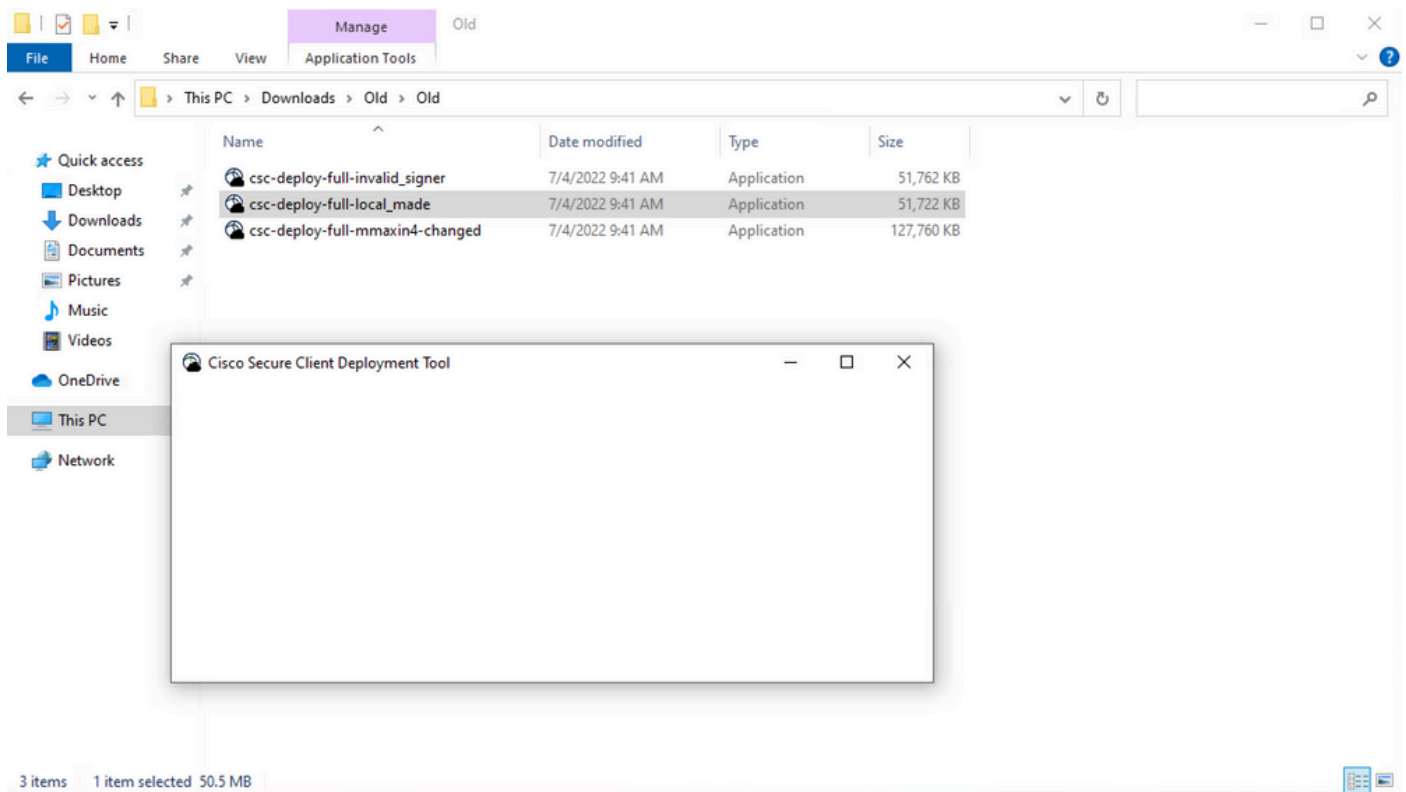 Manage Old
File Home Share View Application Tools
This PC > Downloads > Old > Old
Name Date modified Type Size
Quick access
Desktop
Downloads
Documents
Pictures
Music
Videos
OneDrive
This PC
Network
csc-deploy-full-invalid_signer 7/4/2022 9:41 AM Application 51,762 KB
csc-deploy-full-local_made 7/4/2022 9:41 AM Application 51,722 KB
csc-deploy-full-mmaxin4-changed 7/4/2022 9:41 AM Application 127,760 KB
Cisco Secure Client Deployment Tool
3 items 1 item selected 50.5 MB